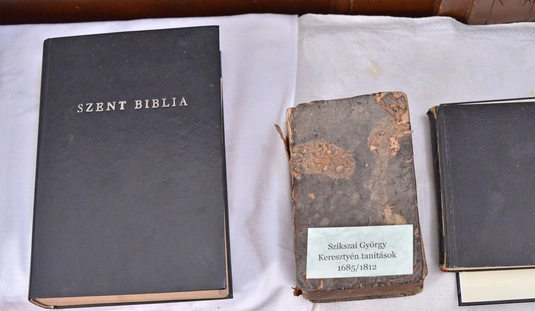 SZENT BIBLIA
Szikszai György
Keresztyén tanítások
1685/1812